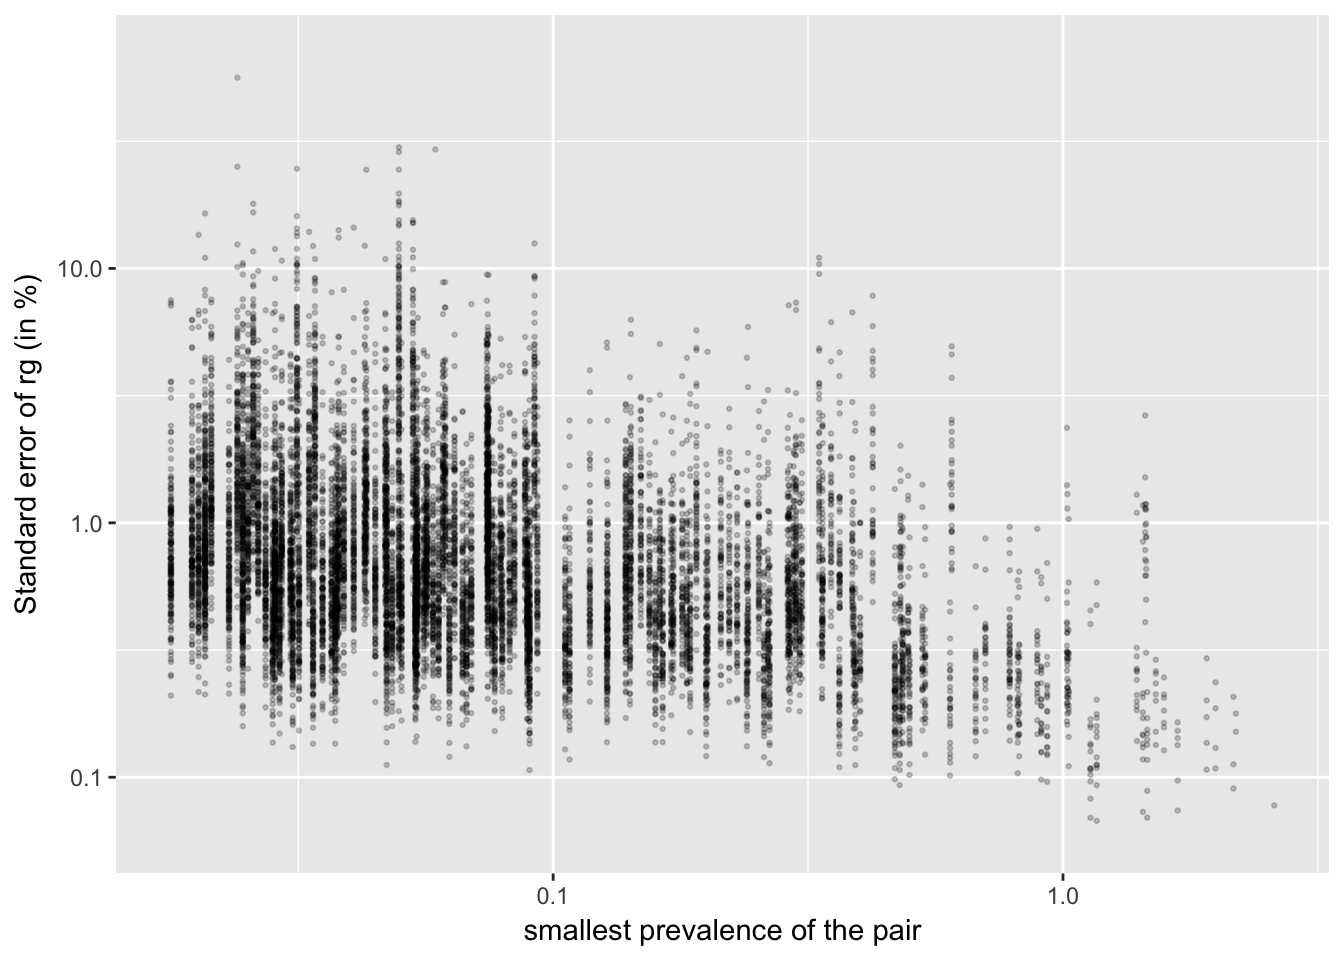 Standard error of rg (in %)
10.0
1.0
0.1
0.1
1.0
smallest prevalence of the pair